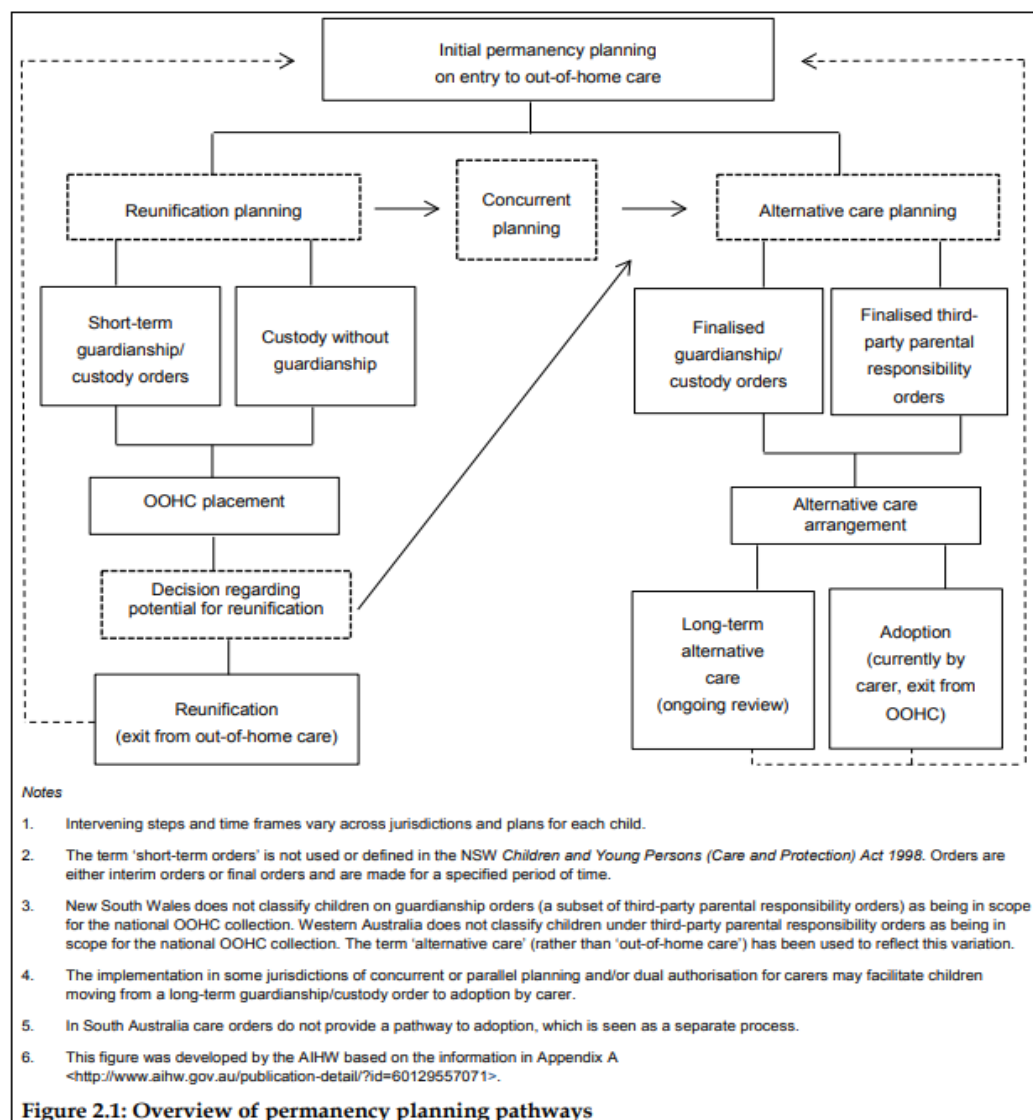 Initial permanency planning
on entry to out-of-home care
Reunification planning
Concurrent
planning
Alternative care planning
Short-term
guardianship/
custody orders
Custody without
guardianship
Finalised
guardianship/
custody orders
Finalised third-
party parental
responsibility
orders
OOHC placement
Alternative care
arrangement
Decision regarding
potential for reunification
Long-term
alternative
care
(ongoing review)
Adoption
(currently by
carer, exit from
OOHC)
Reunification
(exit from out-of-home care)
Notes
1. Intervening steps and time frames vary across jurisdictions and plans for each child.
2. The term ‘short-term orders’ is not used or defined in the NSW Children and Young Persons (Care and Protection) Act 1998. Orders are
either interim orders or final orders and are made for a specified period of time.
3. New South Wales does not classify children on guardianship orders (a subset of third-party parental responsibility orders) as being in scope
for the national OOHC collection. Western Australia does not classify children under third-party parental responsibility orders as being in
scope for the national OOHC collection. The term ‘alternative care’ (rather than ‘out-of-home care’) has been used to reflect this variation.
4. The implementation in some jurisdictions of concurrent or parallel planning and/or dual authorisation for carers may facilitate children
moving from a long-term guardianship/custody order to adoption by carer.
5. In South Australia care orders do not provide a pathway to adoption, which is seen as a separate process.
6. This figure was developed by the AIHW based on the information in Appendix A
<http://www.aihw.gov.au/publication-detail/?id=60129557071>.
Figure 2.1: Overview of permanency planning pathways